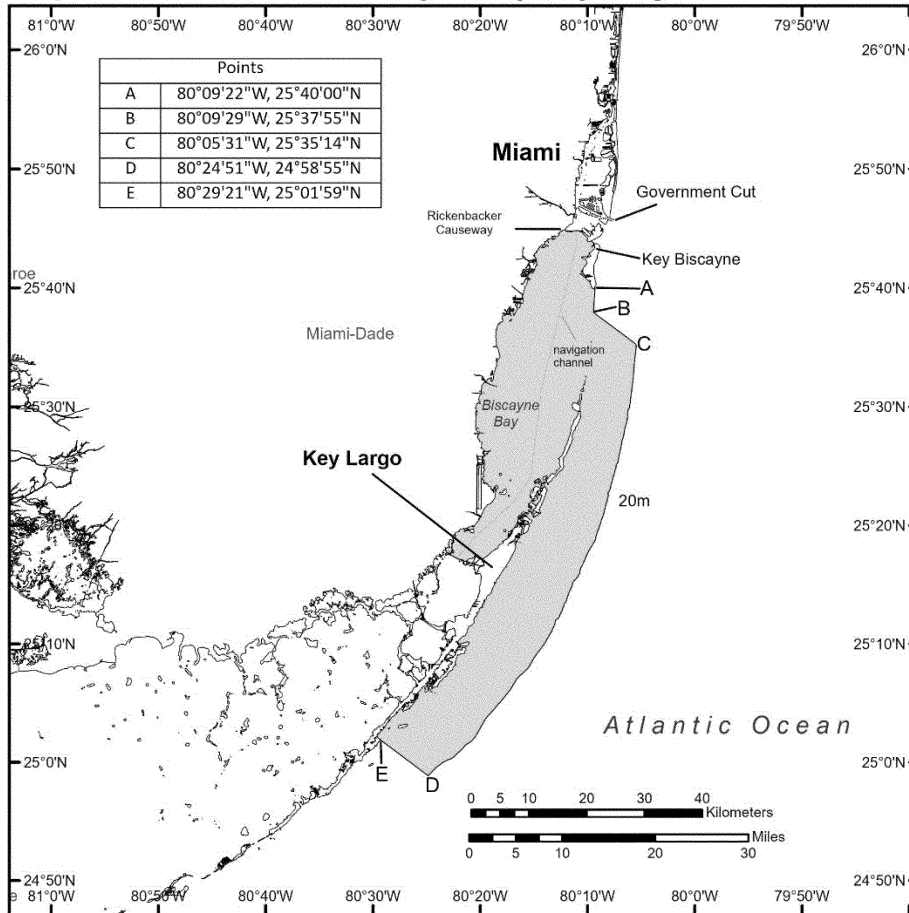 81°0'W 80°50'W 80°40'W 80°30'W 80°20'W 80°10'W 80°0'W 79°50'W
26°0'N 26°0'N
Points
A 80°09'22"W, 25°40'00"N
B 80°09'29"W, 25°37'55"N
C 80°05'31"W, 25°35'14"N
D 80°24'51"W, 24°58'55"N
E 80°29'21"W, 25°01'59"N
Miami
25°50'N 25°50'N
Government Cut
Rickenbacker
Causeway
Key Biscayne
roe
25°40'N A 25°40'N
B
Miami-Dade
C
navigation
channel
25°30'N Biscayne 25°30'N
Bay
Key Largo
20m
25°20'N 25°20'N
25°10'N 25°10'N
Atlantic Ocean
25°0'N 25°0'N
E
D
0 5 10 20 30 40
Kilometers
Miles
0 5 10 20 30
24°50'N 24°50'N
e 81°0'W 80°50'W 80°40'W 80°30'W 80°20'W 80°10'W 80°0'W 79°50'W